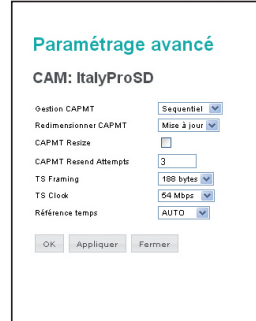 Paramétrage avancé
CAM: ItalyProSD
Gestion CAPMT Sequentiel
Redimensionner CAPMT Mise à jour
CAPMT Resize
CAPMT Resend Attempts 3
TS Framing 188 bytes
TS Clock 54 Mbps
Référence temps AUTO
OK Appliquer Fermer